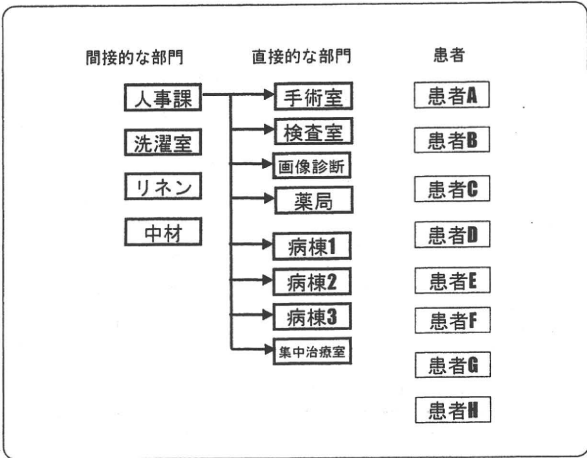 間接的な部門
人事課
洗濯室
リネン
中材
直接的な部門
手術室
検査室
画像診断
薬局
病棟1
病棟2
病棟3
集中治療室
患者
患者A
患者B
患者C
患者D
患者E
患者F
患者G
患者H